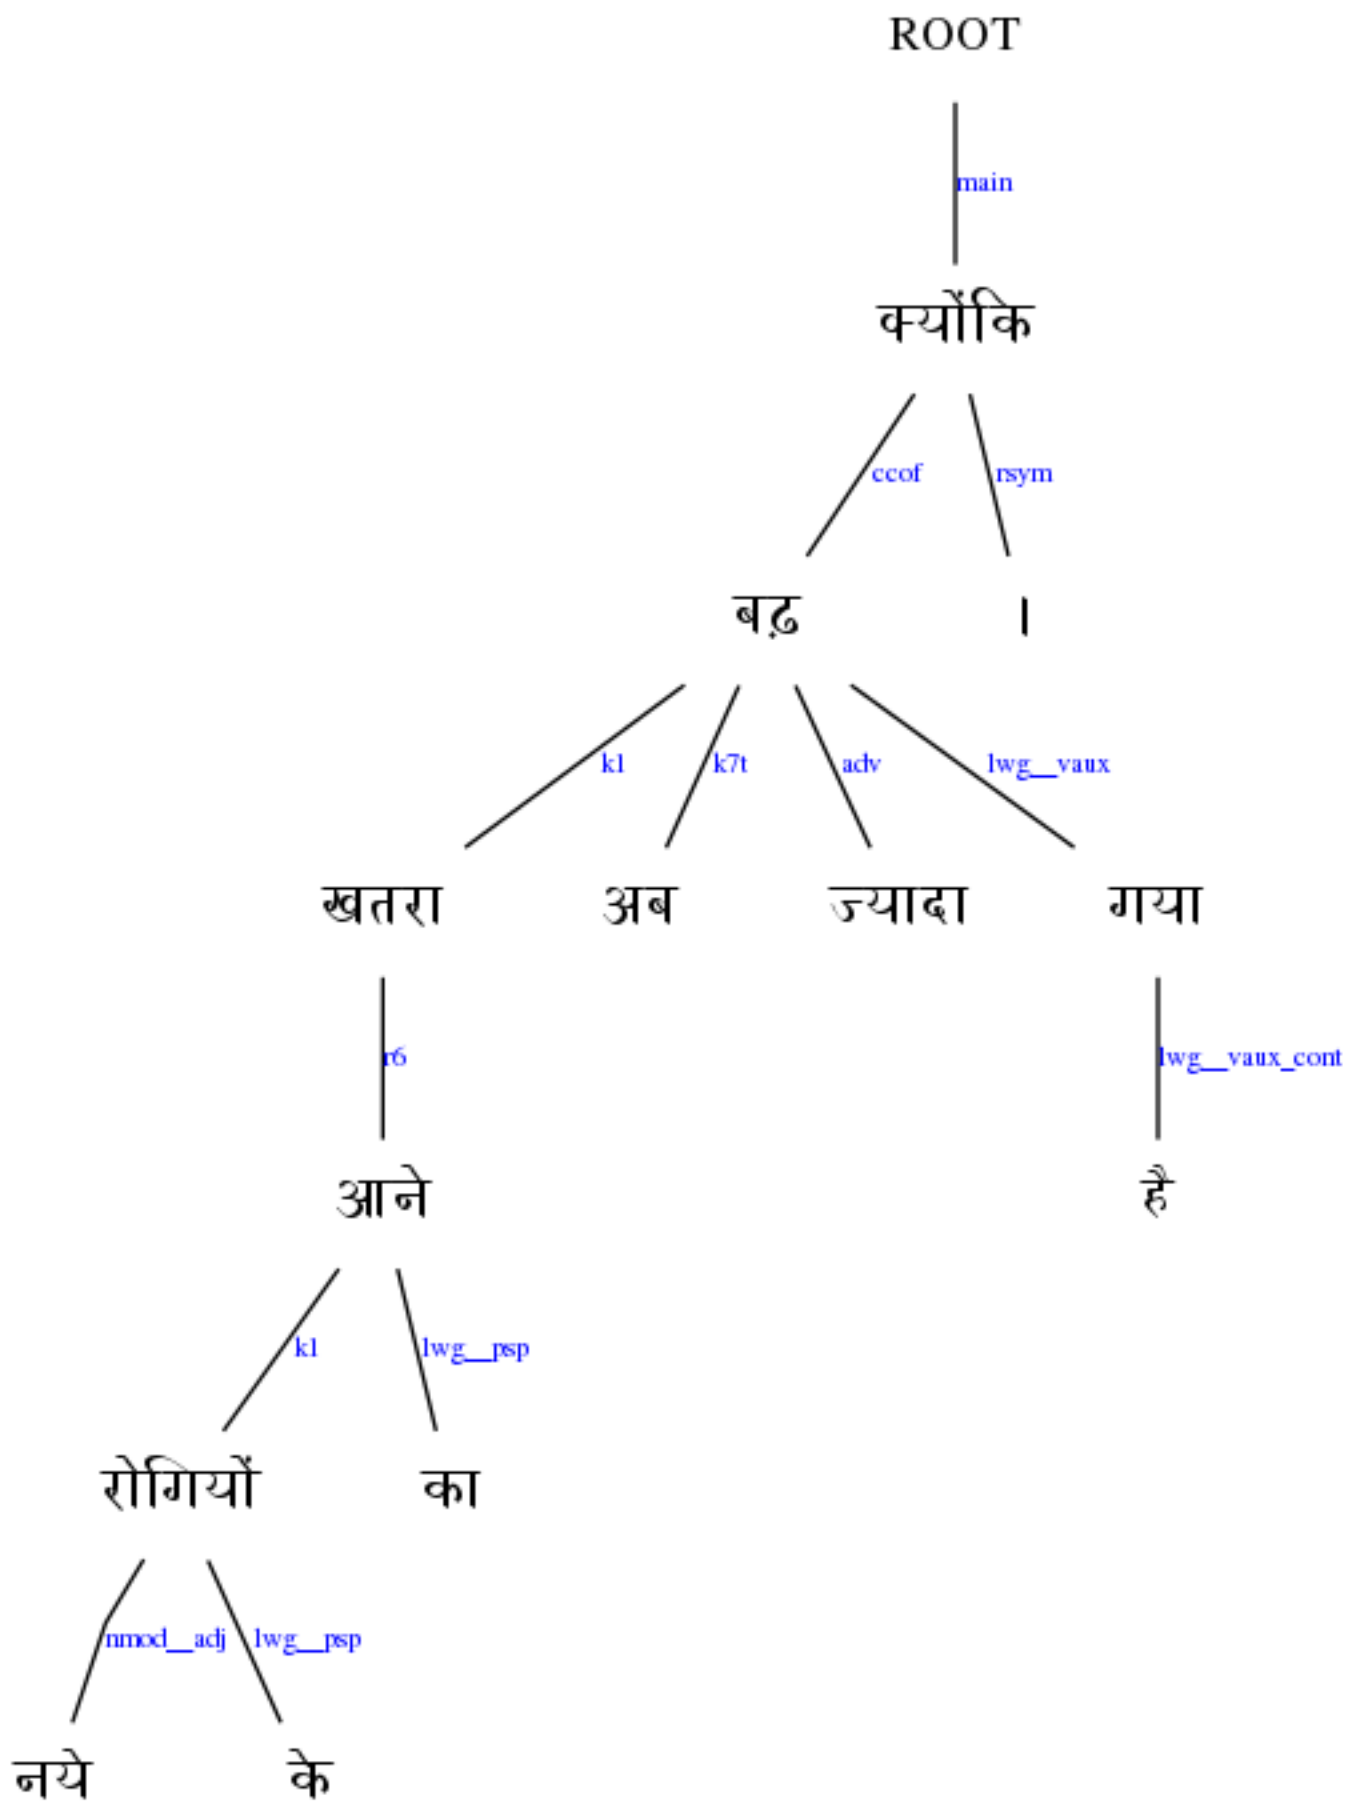 ROOT
main
क्योंकि
ccof rsym
बढ़ ।
k1 k7t adv lwg__vaux
खतरा अब ज्यादा गया
r6 lwg__vaux_cont
आने है
k1 lwg__psp
रोगियों का
nmod__adj lwg__psp
नये के